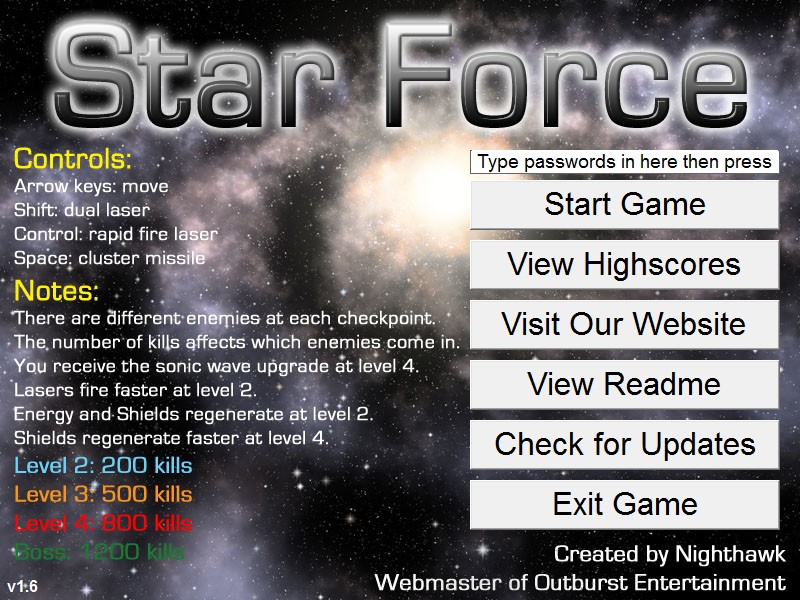 Star Force
Controls:
Arrow keys: move
Shift: dual laser
Control: rapid fire laser
Space: cluster missile
Notes:
There are different enemies at each checkpoint.
The number of kills affects which enemies come in.
You receive the sonic wave upgrade at level 4.
Lasers fire faster at level 2.
Energy and Shields regenerate at level 2.
Shields regenerate faster at level 4.
Level 2: 200 kills
Level 3: 500 kills
Level 4: 800 kills
Boss: 1200 kills
v1.6
Type passwords in here then press
Start Game
View Highscores
Visit Our Website
View Readme
Check for Updates
Exit Game
Created by Nighthawk
Webmaster of Outburst Entertainment